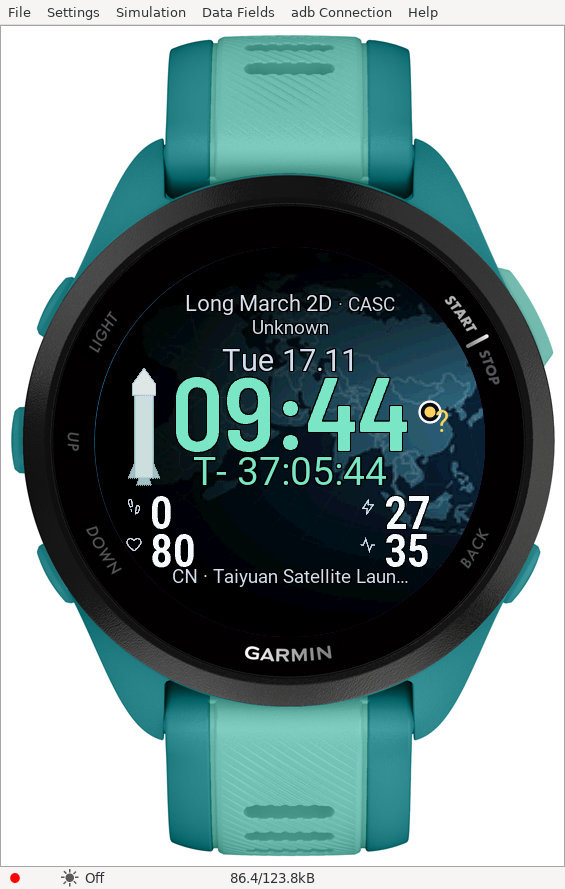 File Settings Simulation Data Fields adb Connection Help
Long March 2D · CASC
Unknown
Tue 17.11
09:44
?
T- 37:05:44
0 27
80 35
CN · Taiyuan Satellite Laun...
LIGHT
UP
DOWN
START
STOP
BACK
GARMIN
Off 86.4/123.8kB